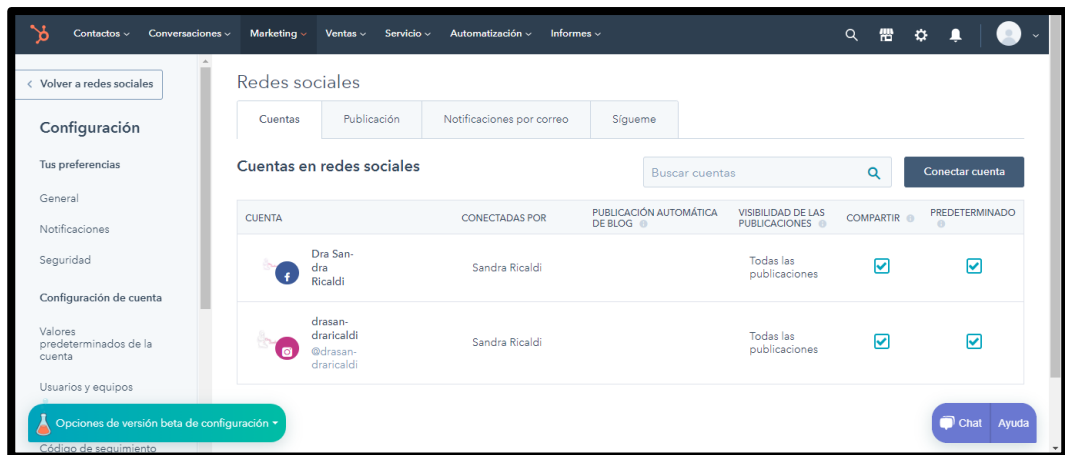 Contactos Conversaciones Marketing Ventas Servicio Automatización Informes
Volver a redes sociales
Configuración
Tus preferencias
General
Notificaciones
Seguridad
Configuración de cuenta
Valores
predeterminados de la
cuenta
Usuarios y equipos
Opciones de versión beta de configuración
Código de seguimiento
Redes sociales
Cuentas Publicación Notificaciones por correo Sígueme
Cuentas en redes sociales
Buscar cuentas
Conectar cuenta
CUENTA CONECTADAS POR PUBLICACIÓN AUTOMÁTICA VISIBILIDAD DE LAS COMPARTIR PREDETERMINADO
DE BLOG PUBLICACIONES
Dra San-
dra
Ricaldi
Sandra Ricaldi
Todas las
publicaciones
drasan-
draricaldi
@drasan-
draricaldi
Sandra Ricaldi
Todas las
publicaciones
Chat Ayuda